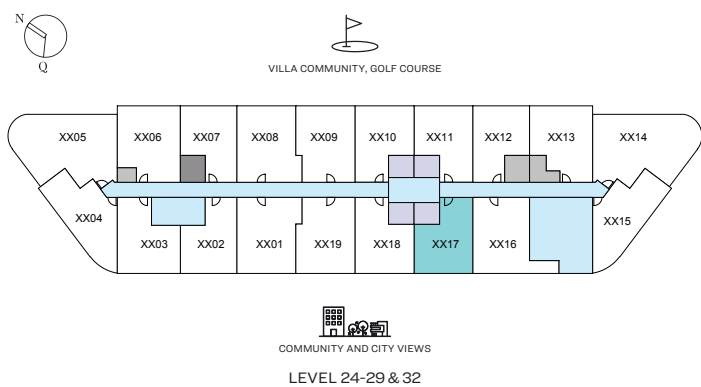 N
Q
VILLA COMMUNITY, GOLF COURSE
XX05 XX06 XX07 XX08 XX09 XX10 XX11 XX12 XX13 XX14
XX04 XX03 XX02 XX01 XX19 XX18 XX17 XX16 XX15
COMMUNITY AND CITY VIEWS
LEVEL 24-29 & 32